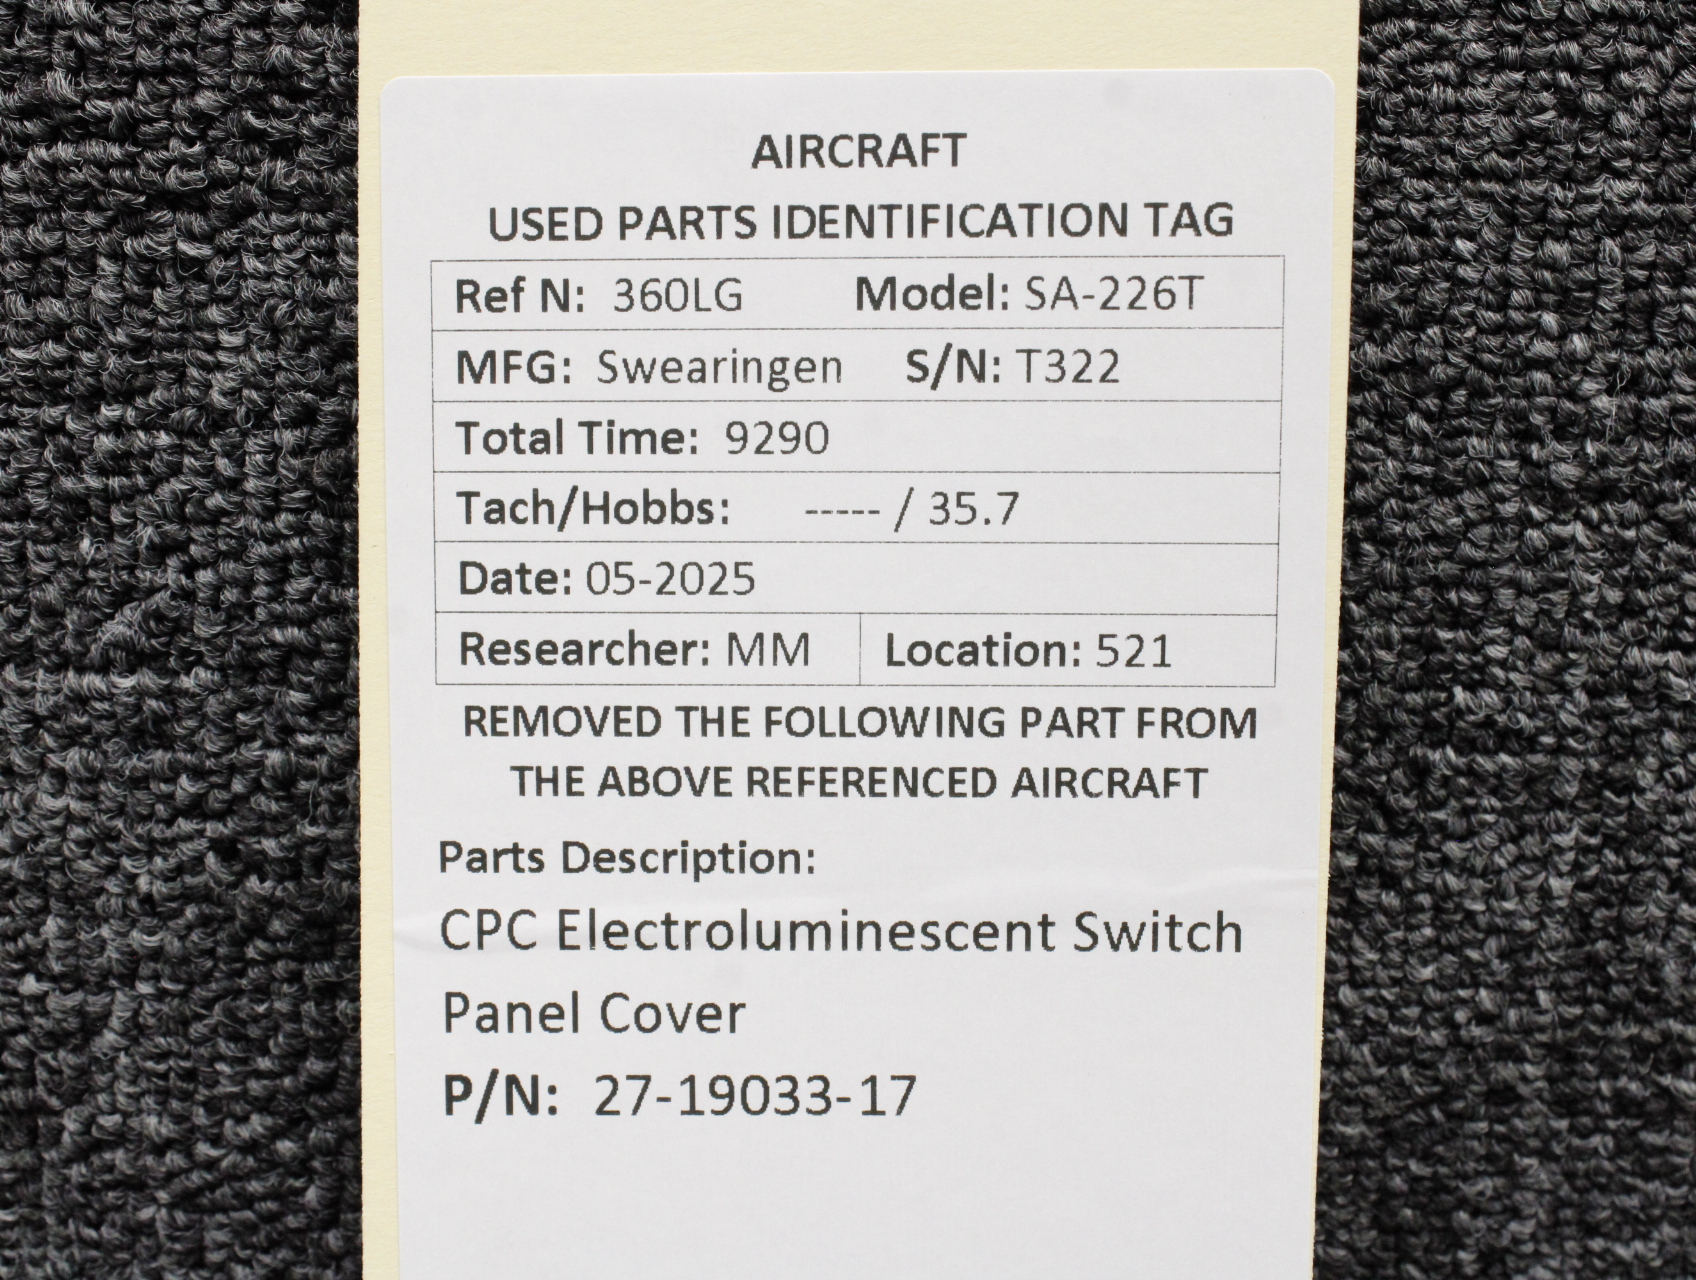 AIRCRAFT
USED PARTS IDENTIFICATION TAG
Ref N: 360LG Model: SA-226T
MFG: Swearingen S/N: T322
Total Time: 9290
Tach/Hobbs: ----- / 35.7
Date: 05-2025
Researcher: MM Location: 521
REMOVED THE FOLLOWING PART FROM
THE ABOVE REFERENCED AIRCRAFT
Parts Description:
CPC Electroluminescent Switch
Panel Cover
P/N: 27-19033-17